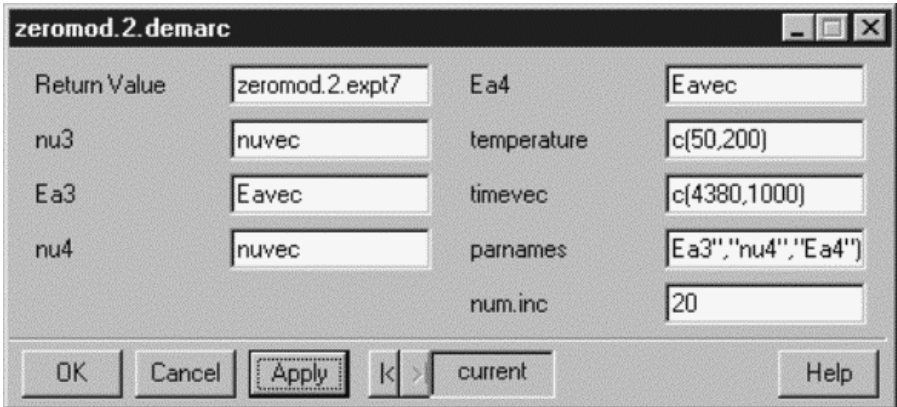 zeromod.2.demarc
Return Value zeromod.2.expt7 Ea4 Eavec
nu3 nuvec temperature c(50,200)
Ea3 Eavec timevec c(4380,1000)
nu4 nuvec parnames Ea3","nu4","Ea4")
num.inc 20
OK Cancel Apply |< >| current Help